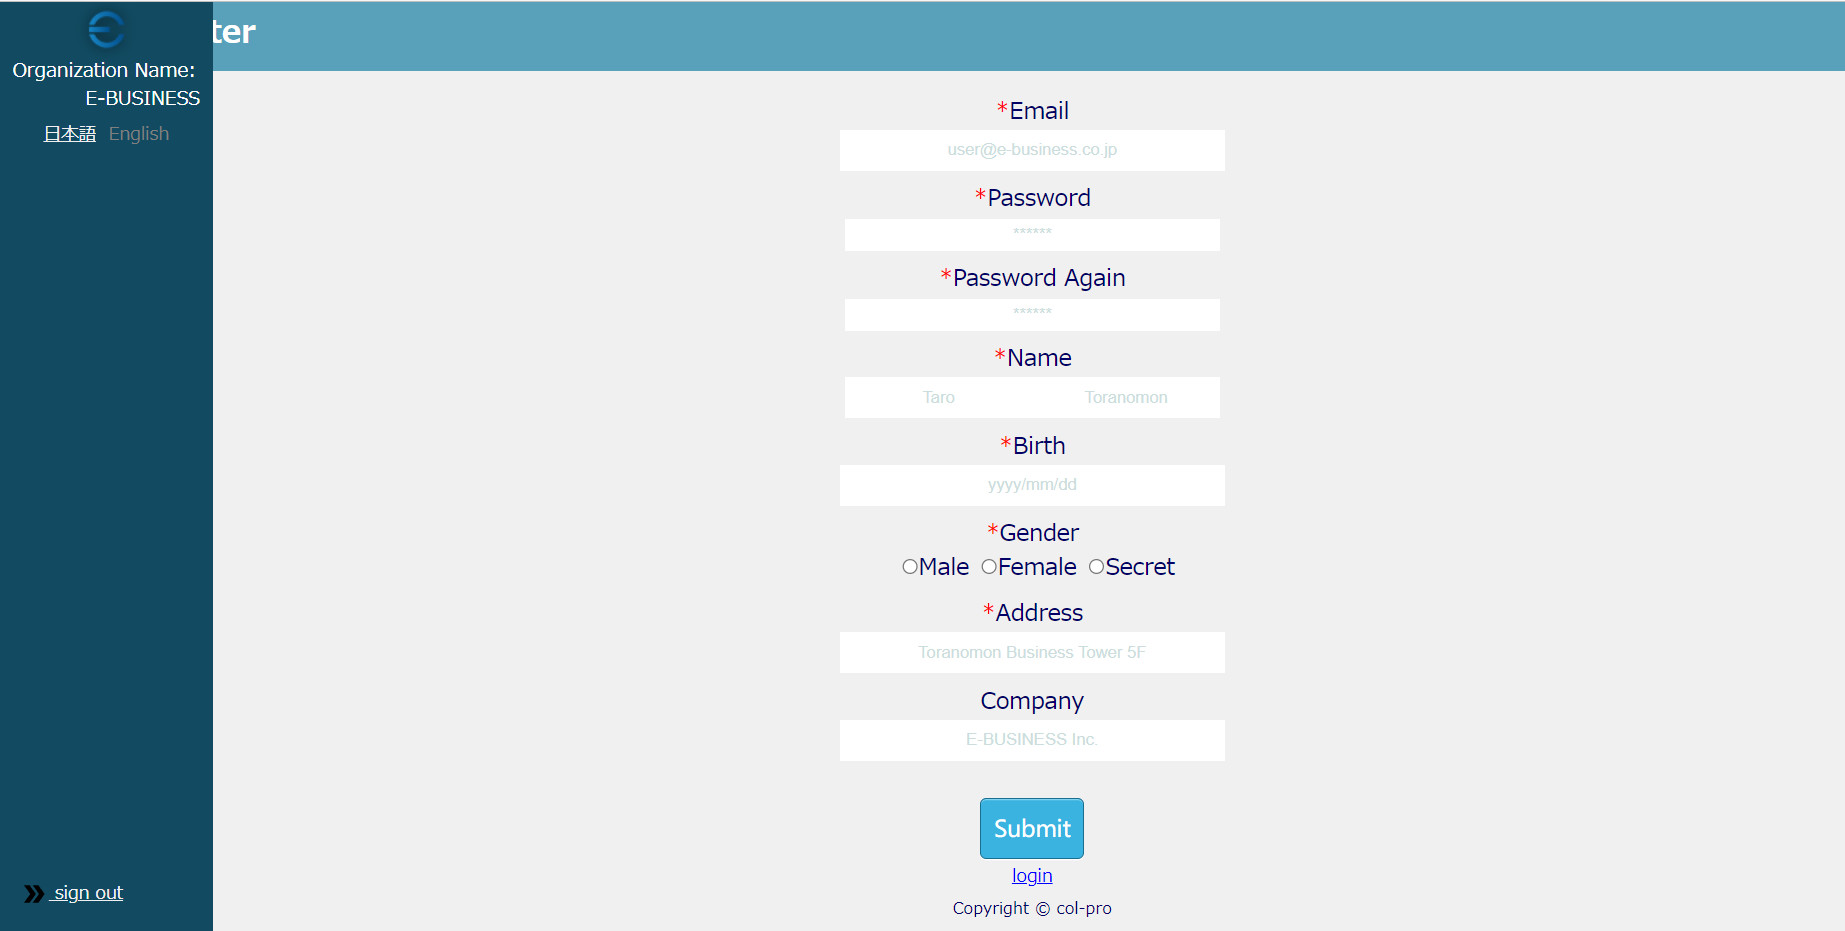 Organization Name:
E-BUSINESS
日本語 English
sign out
ter
*Email
user@e-business.co.jp
*Password
******
*Password Again
******
*Name
Taro Toranomon
*Birth
yyyy/mm/dd
*Gender
Male Female Secret
*Address
Toranomon Business Tower 5F
Company
E-BUSINESS Inc.
Submit
login
Copyright © col-pro